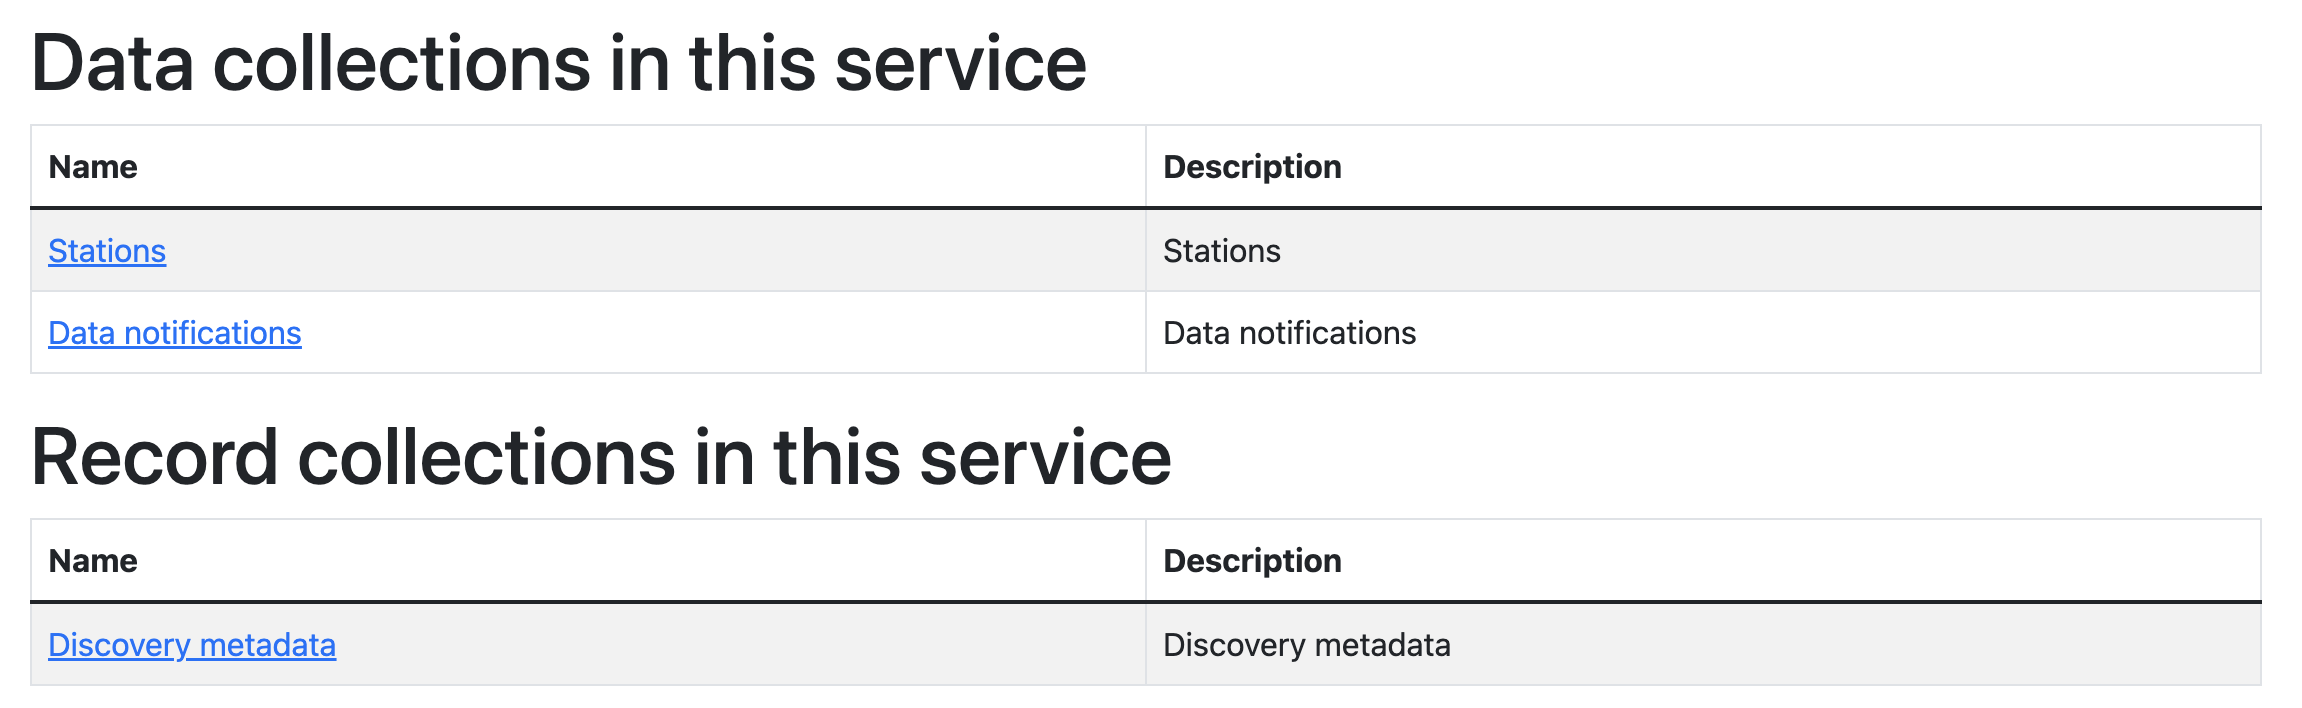 Data collections in this service
Name Description
Stations Stations
Data notifications Data notifications
Record collections in this service
Name Description
Discovery metadata Discovery metadata